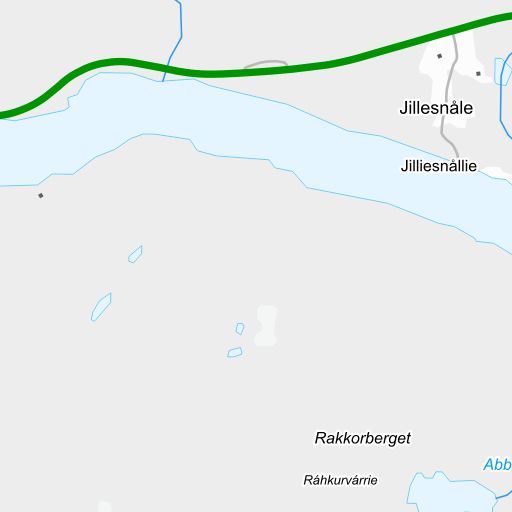 Jillesnåle
Jilliesnållie
Rakkorberget
Ráhkurvárrie
Abb